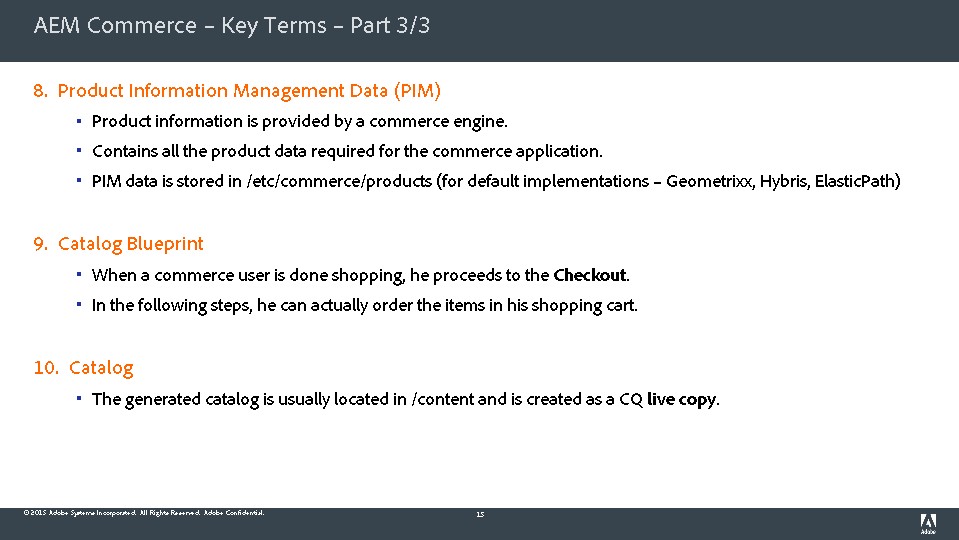 AEM Commerce – Key Terms – Part 3/3
8. Product Information Management Data (PIM)
▪ Product information is provided by a commerce engine.
▪ Contains all the product data required for the commerce application.
▪ PIM data is stored in /etc/commerce/products (for default implementations – Geometrixx, Hybris, ElasticPath)
9. Catalog Blueprint
▪ When a commerce user is done shopping, he proceeds to the Checkout.
▪ In the following steps, he can actually order the items in his shopping cart.
10. Catalog
▪ The generated catalog is usually located in /content and is created as a CQ live copy.
© 2015 Adobe Systems Incorporated. All Rights Reserved. Adobe Confidential.
15
Adobe